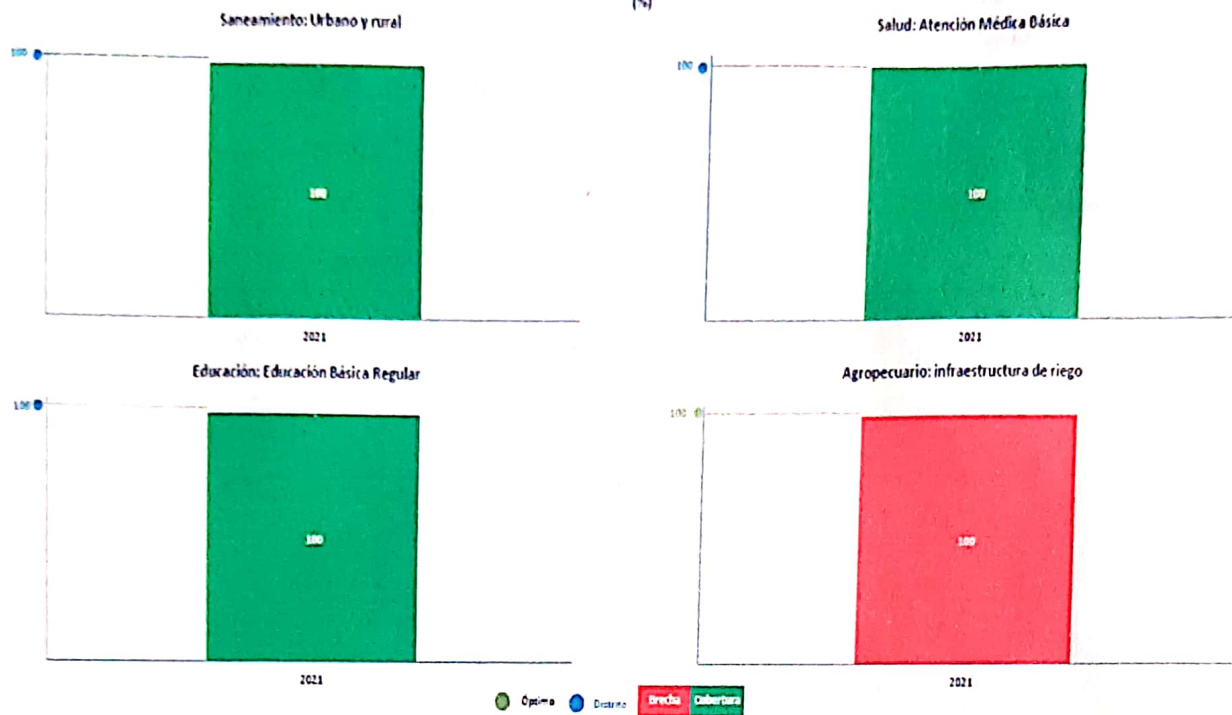 (%)
Saneamiento: Urbano y rural
100
100
2021
Salud: Atención Médica Básica
100
100
2021
Educación: Educación Básica Regular
100
100
2021
Agropecuario: infraestructura de riego
100
100
2021
Óptimo Distrito Brecha Cobertura